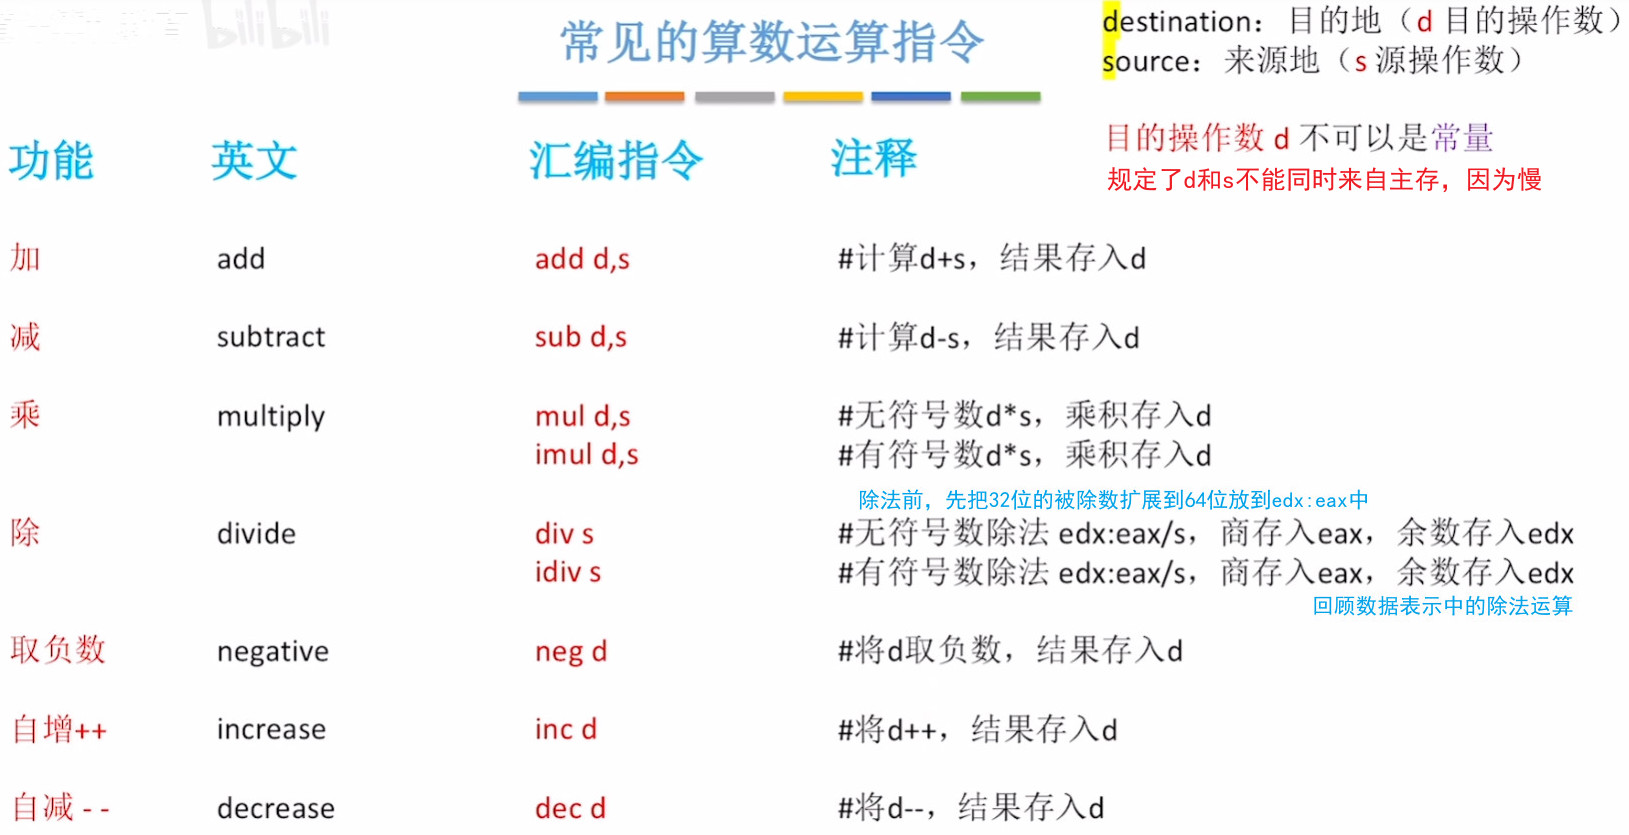 bilibili
常见的算数运算指令
destination：目的地（d 目的操作数）
source：来源地（s 源操作数）
目的操作数 d 不可以是常量
规定了d和s不能同时来自主存，因为慢
功能 英文 汇编指令 注释
加 add add d,s #计算d+s，结果存入d
减 subtract sub d,s #计算d-s，结果存入d
乘 multiply mul d,s #无符号数d*s，乘积存入d
imul d,s #有符号数d*s，乘积存入d
除法前，先把32位的被除数扩展到64位放到edx:eax中
除 divide div s #无符号数除法 edx:eax/s，商存入eax，余数存入edx
idiv s #有符号数除法 edx:eax/s，商存入eax，余数存入edx
回顾数据表示中的除法运算
取负数 negative neg d #将d取负数，结果存入d
自增++ increase inc d #将d++，结果存入d
自减 - - decrease dec d #将d--，结果存入d